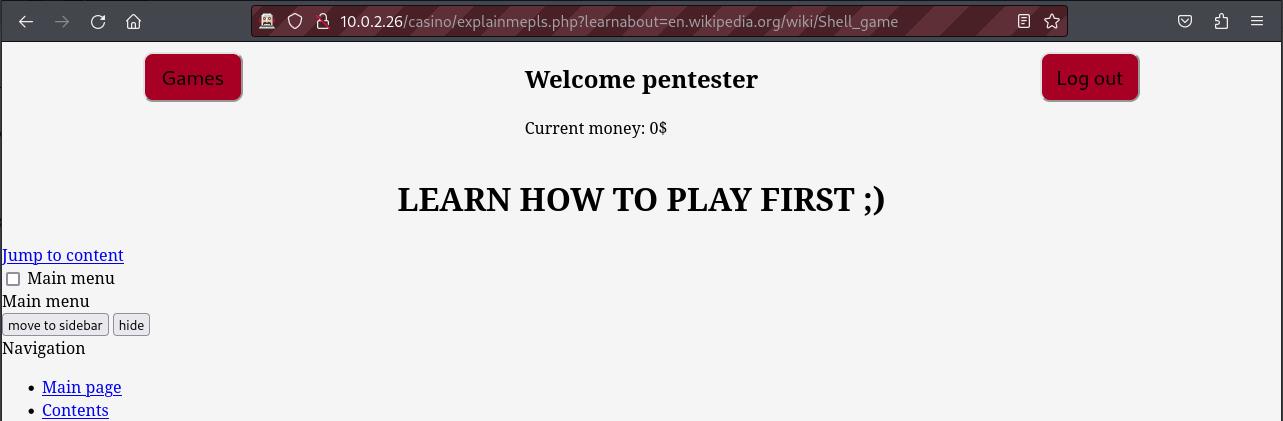 10.0.2.26/casino/explainmepls.php?learnabout=en.wikipedia.org/wiki/Shell_game
Games
Welcome pentester
Log out
Current money: 0$
LEARN HOW TO PLAY FIRST ;)
Jump to content
Main menu
Main menu
move to sidebar hide
Navigation
Main page
Contents